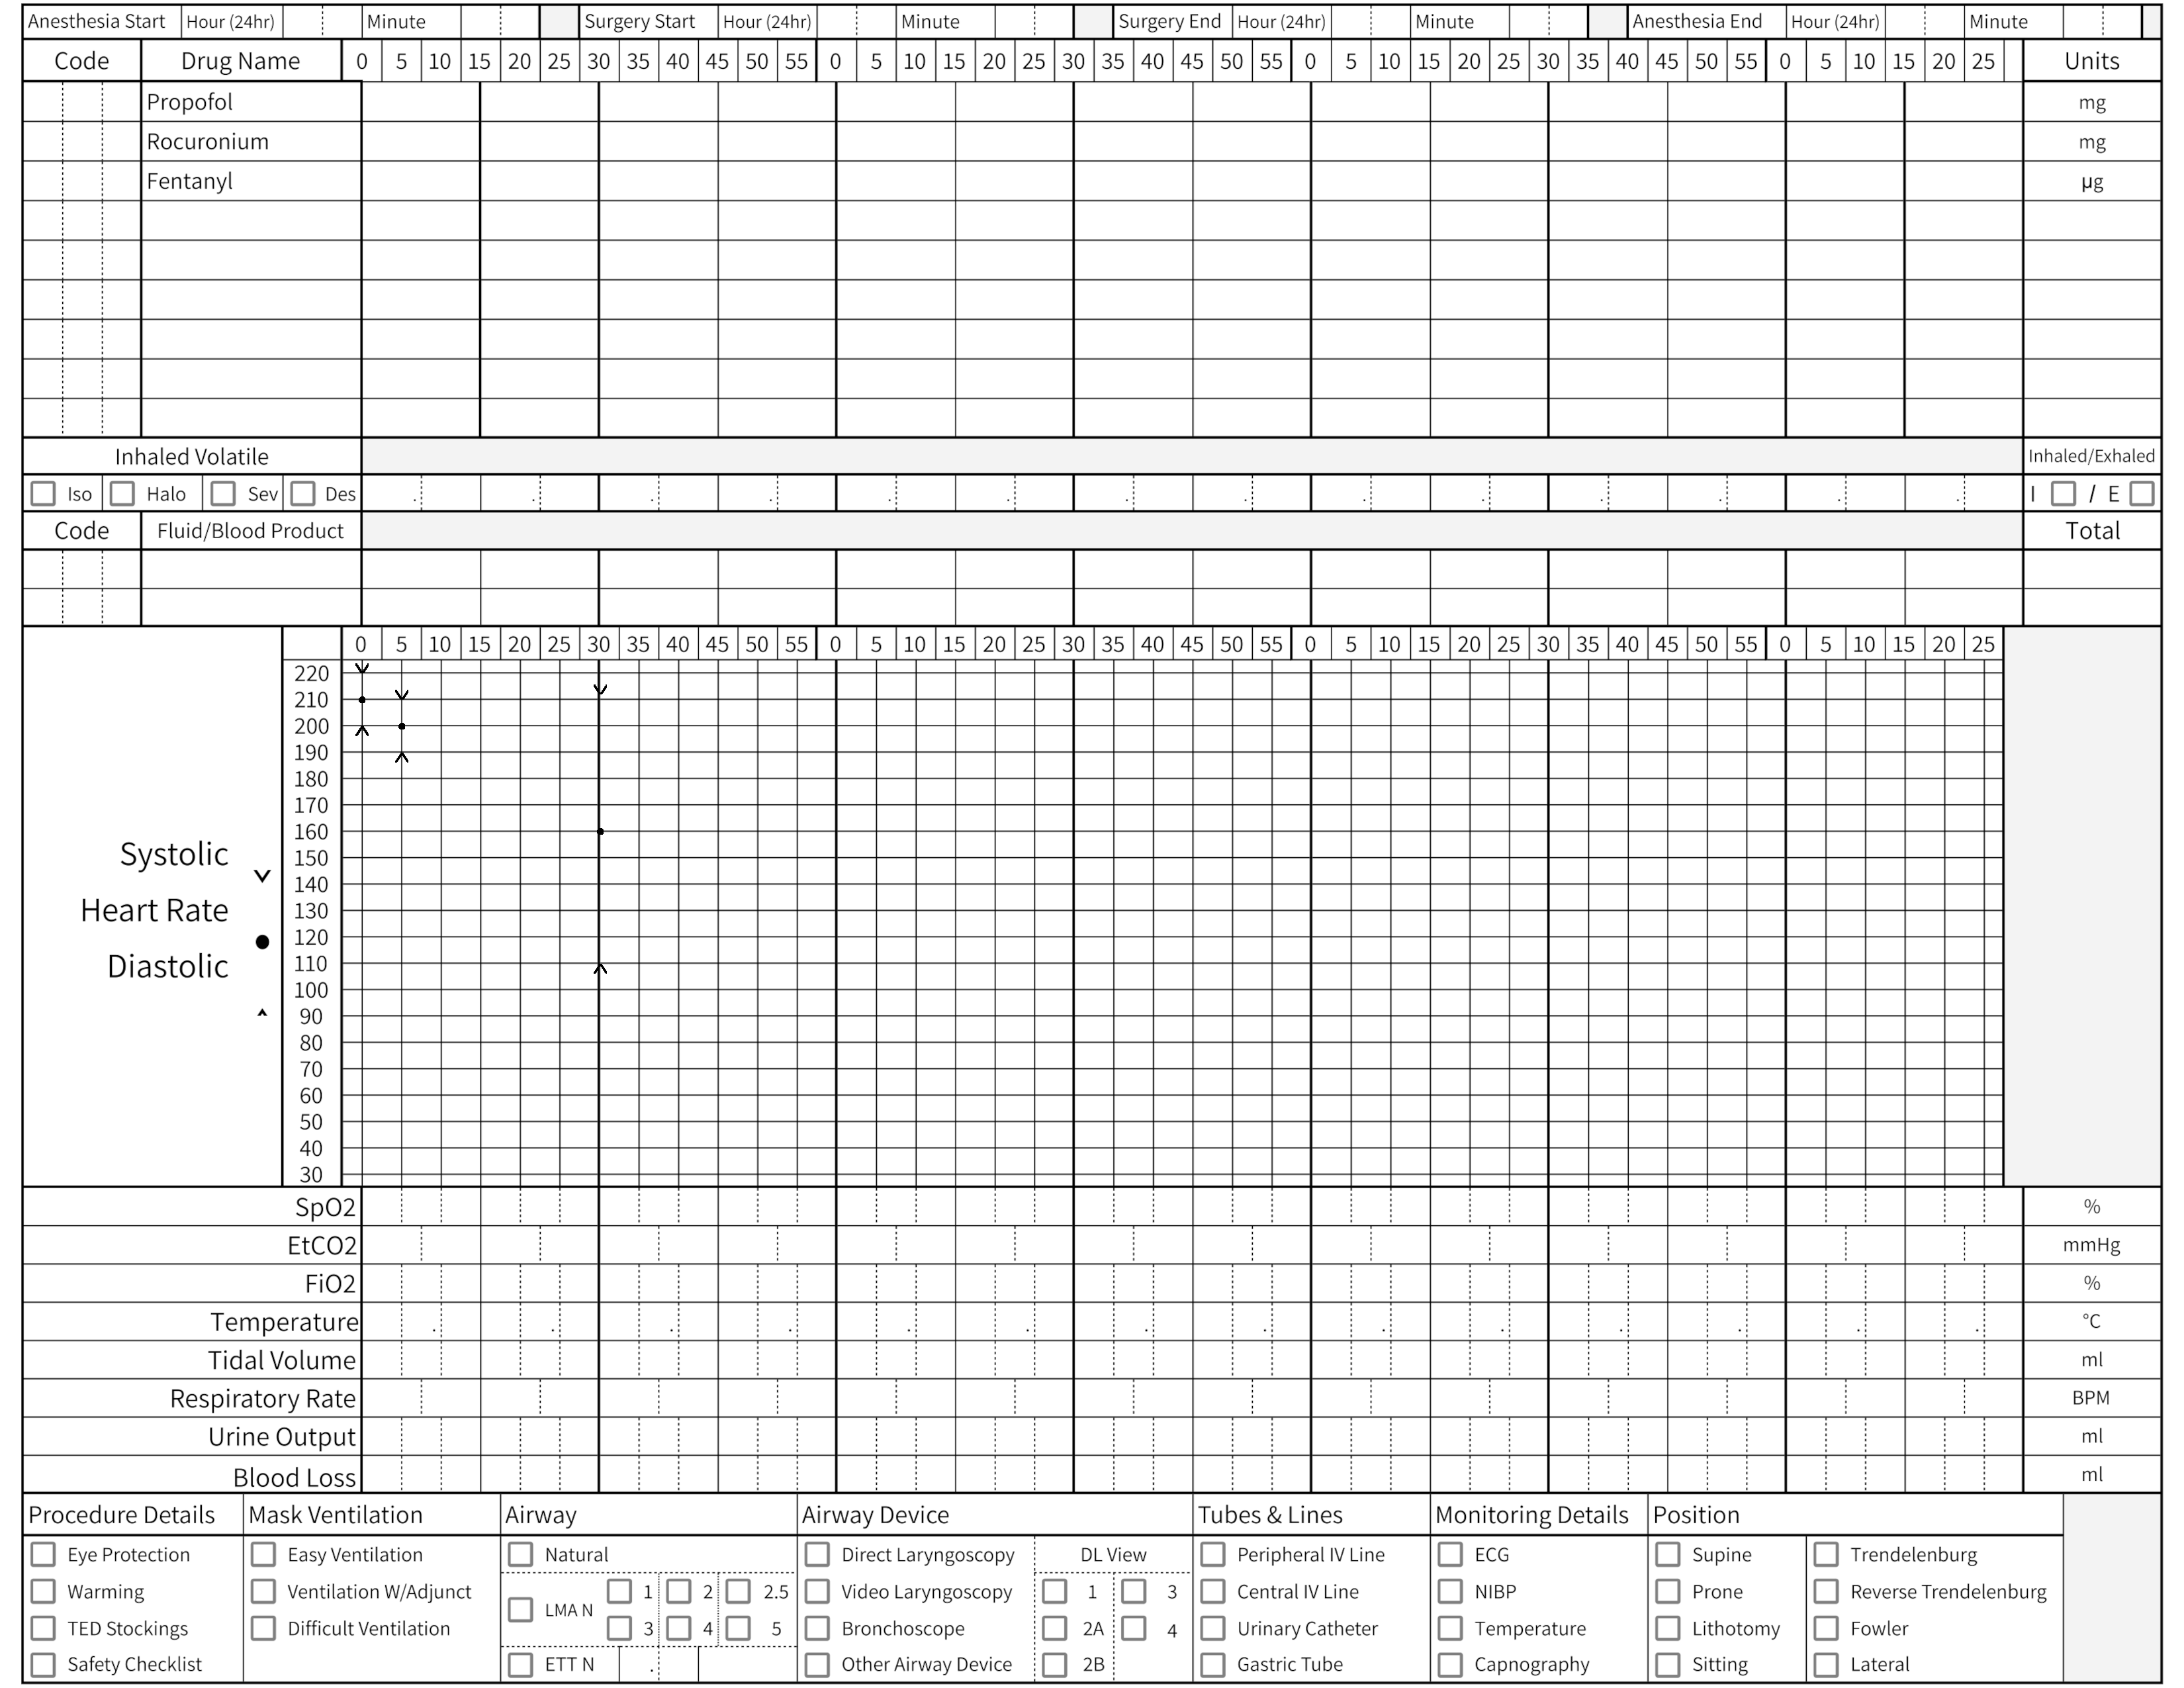 Anesthesia Start Hour (24hr) Minute Surgery Start Hour (24hr) Minute Surgery End Hour (24hr) Minute Anesthesia End Hour (24hr) Minute
Code Drug Name 0 5 10 15 20 25 30 35 40 45 50 55 0 5 10 15 20 25 30 35 40 45 50 55 0 5 10 15 20 25 30 35 40 45 50 55 0 5 10 15 20 25 Units
Propofol mg
Rocuronium mg
Fentanyl µg
Inhaled Volatile Inhaled/Exhaled
Iso Halo Sev Des . . . . . . . . . . . . . . I / E
Code Fluid/Blood Product Total
0 5 10 15 20 25 30 35 40 45 50 55 0 5 10 15 20 25 30 35 40 45 50 55 0 5 10 15 20 25 30 35 40 45 50 55 0 5 10 15 20 25
220
210
200
190
180
170
160
Systolic 150
140
Heart Rate 130
120
Diastolic 110
100
90
80
70
60
50
40
30
SpO2 %
EtCO2 mmHg
FiO2 %
Temperature . . . . . . . . . . . . . . °C
Tidal Volume ml
Respiratory Rate BPM
Urine Output ml
Blood Loss ml
Procedure Details Mask Ventilation Airway Airway Device Tubes & Lines Monitoring Details Position
Eye Protection Easy Ventilation Natural Direct Laryngoscopy DL View Peripheral IV Line ECG Supine Trendelenburg
Warming Ventilation W/Adjunct LMA N 1 2 2.5 Video Laryngoscopy 1 3 Central IV Line NIBP Prone Reverse Trendelenburg
TED Stockings Difficult Ventilation 3 4 5 Bronchoscope 2A 4 Urinary Catheter Temperature Lithotomy Fowler
Safety Checklist ETT N . Other Airway Device 2B Gastric Tube Capnography Sitting Lateral